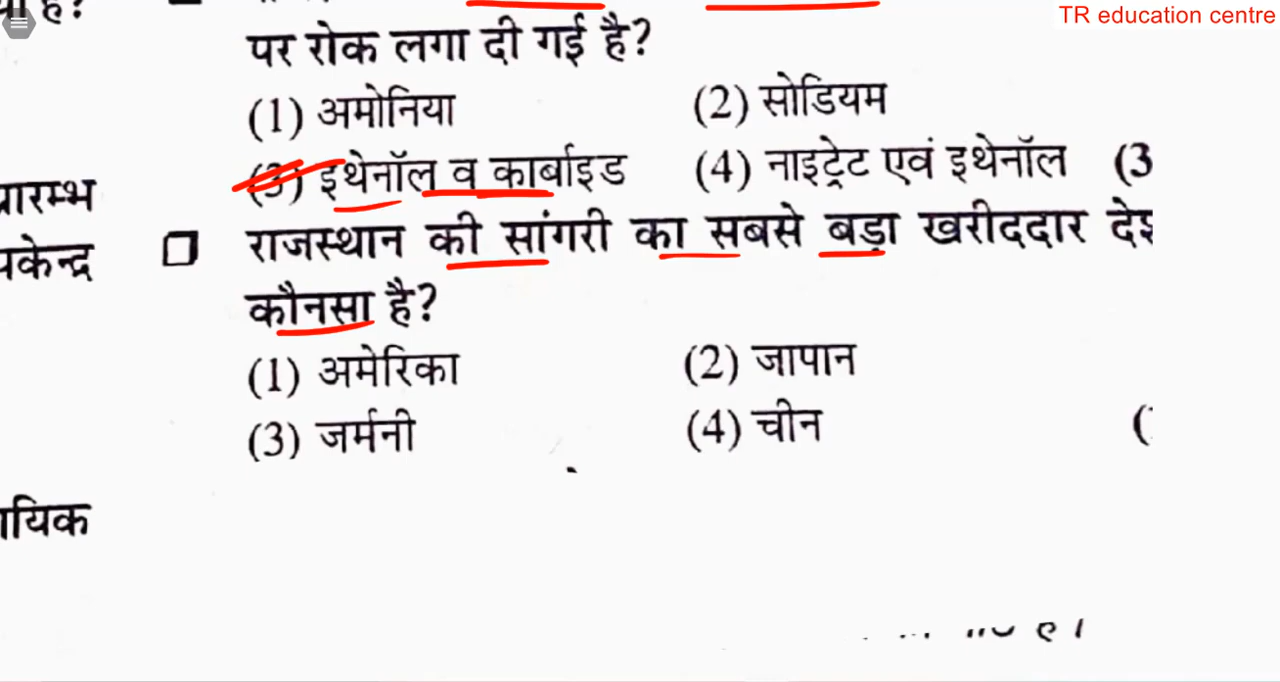 TR education centre
पर रोक लगा दी गई है?
(1) अमोनिया (2) सोडियम
(3) इथेनॉल व कार्बाइड (4) नाइट्रेट एवं इथेनॉल (3
राजस्थान की सांगरी का सबसे बड़ा खरीददार
कौनसा है?
(1) अमेरिका (2) जापान
(3) जर्मनी (4) चीन (